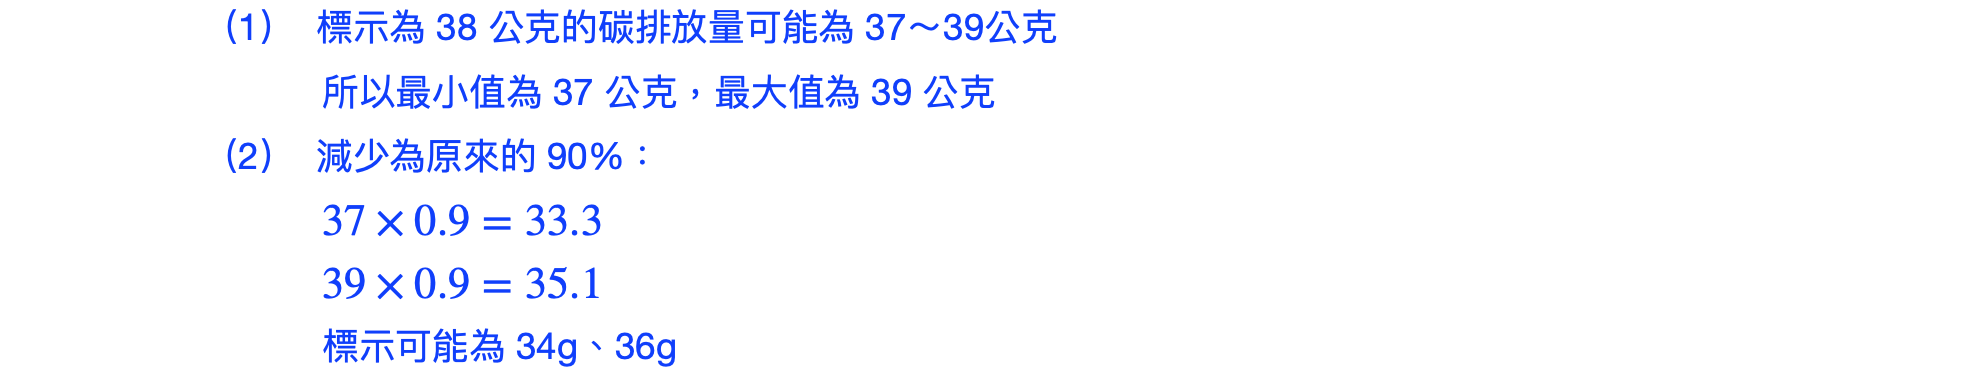 (1) 標示為 38 公克的碳排放量可能為 37～39公克
所以最小值為 37 公克，最大值為 39 公克
(2) 減少為原來的 90%：
37 × 0.9 = 33.3
39 × 0.9 = 35.1
標示可能為 34g、36g